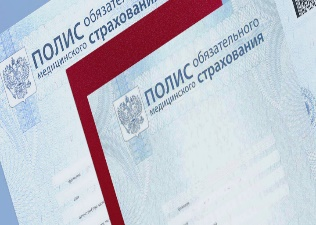 ПОЛИС обязательного
медицинского страхования
ПОЛИС обязательного
медицинского страхования